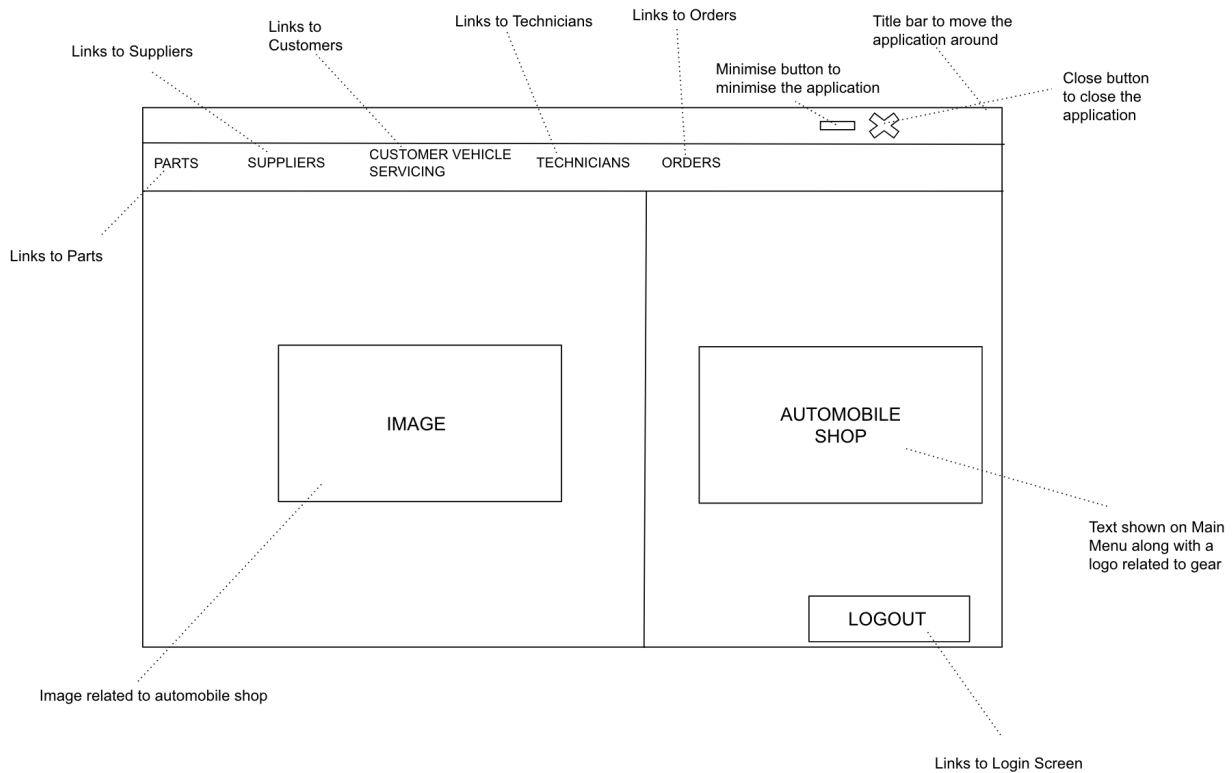 Links to Suppliers
Links to
Customers
Links to Technicians
Links to Orders
Title bar to move the
application around
Minimise button to
minimise the application
Close button
to close the
application
PARTS
SUPPLIERS
CUSTOMER VEHICLE
SERVICING
TECHNICIANS
ORDERS
Links to Parts
IMAGE
AUTOMOBILE
SHOP
Text shown on Main
Menu along with a
logo related to gear
LOGOUT
Image related to automobile shop
Links to Login Screen